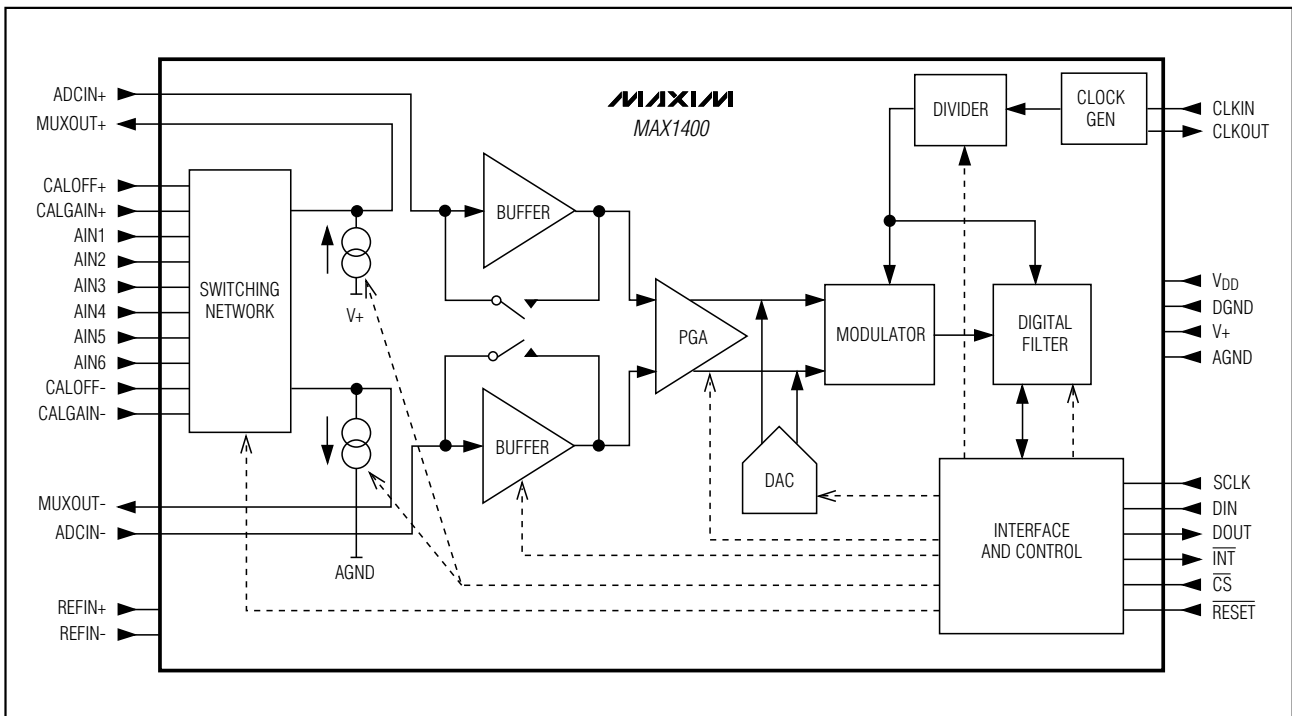 MAXIM
MAX1400
ADCIN+
MUXOUT+
CALOFF+
CALGAIN+
AIN1
AIN2
AIN3
AIN4
AIN5
AIN6
CALOFF-
CALGAIN-
MUXOUT-
ADCIN-
REFIN+
REFIN-
SWITCHING
NETWORK
V+
AGND
BUFFER
BUFFER
PGA
DAC
MODULATOR
DIVIDER
CLOCK
GEN
DIGITAL
FILTER
INTERFACE
AND CONTROL
CLKIN
CLKOUT
VDD
DGND
V+
AGND
SCLK
DIN
DOUT
INT
CS
RESET